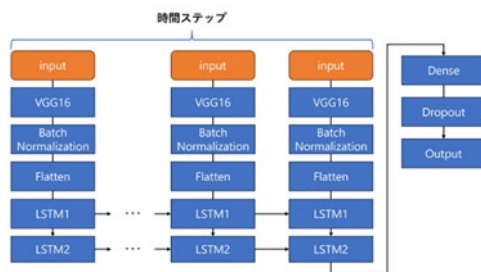 時間ステップ
input
input
input
VGG16
VGG16
VGG16
Batch
Normalization
Batch
Normalization
Batch
Normalization
Flatten
Flatten
Flatten
LSTM1
...
LSTM1
LSTM1
LSTM2
...
LSTM2
LSTM2
Dense
Dropout
Output